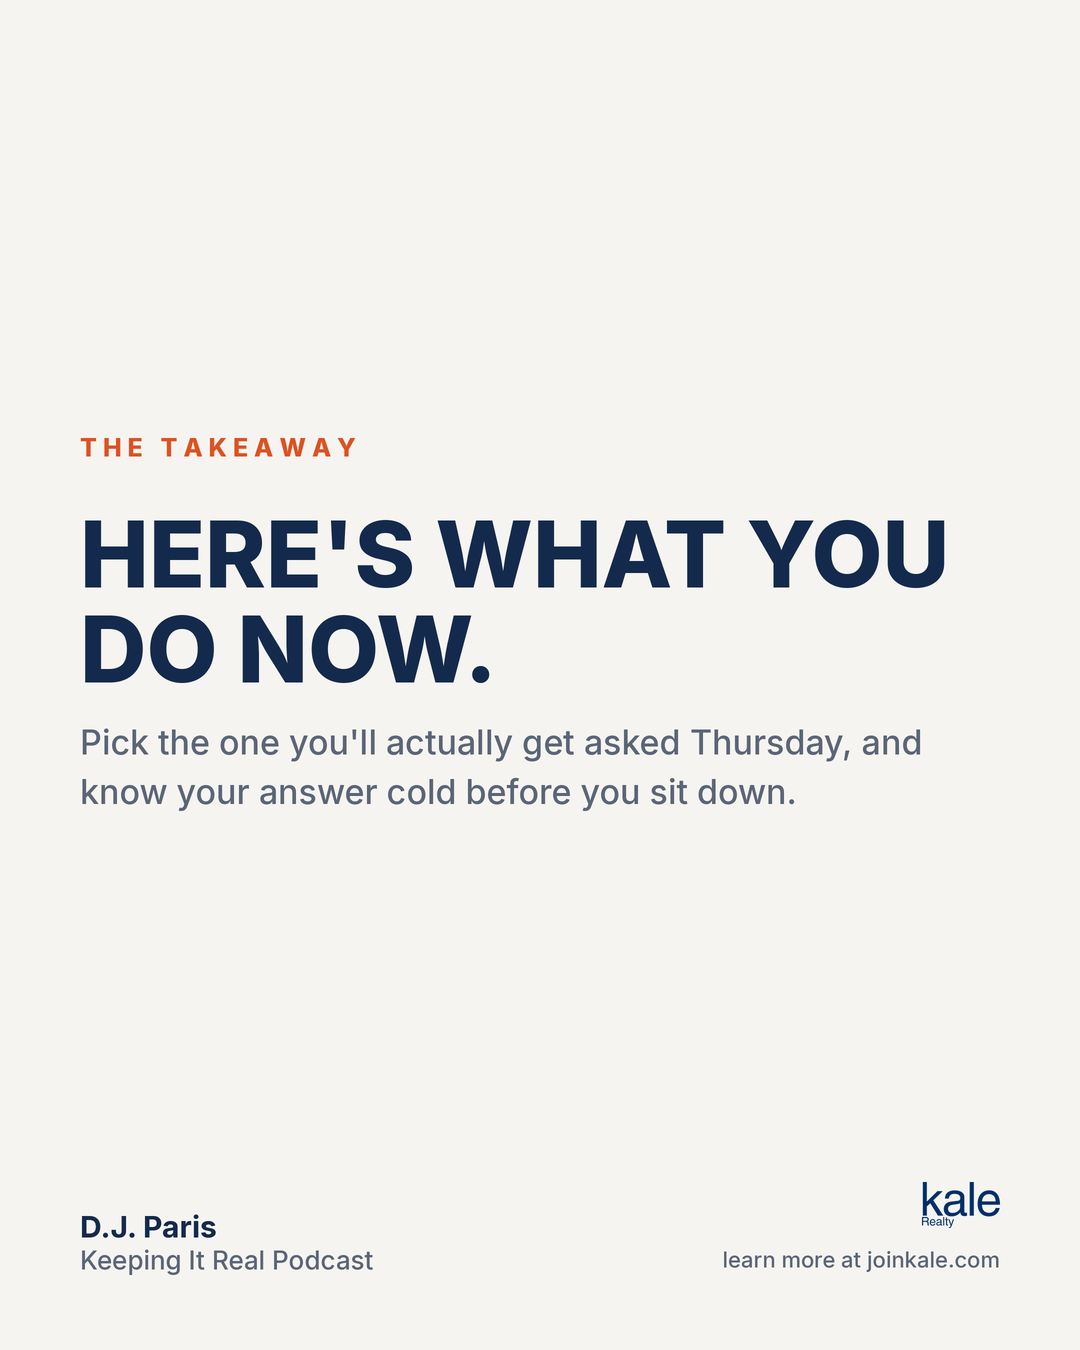 THE TAKEAWAY
HERE'S WHAT YOU
DO NOW.
Pick the one you'll actually get asked Thursday, and
know your answer cold before you sit down.
D.J. Paris
Keeping It Real Podcast
kale
Realty
learn more at joinkale.com